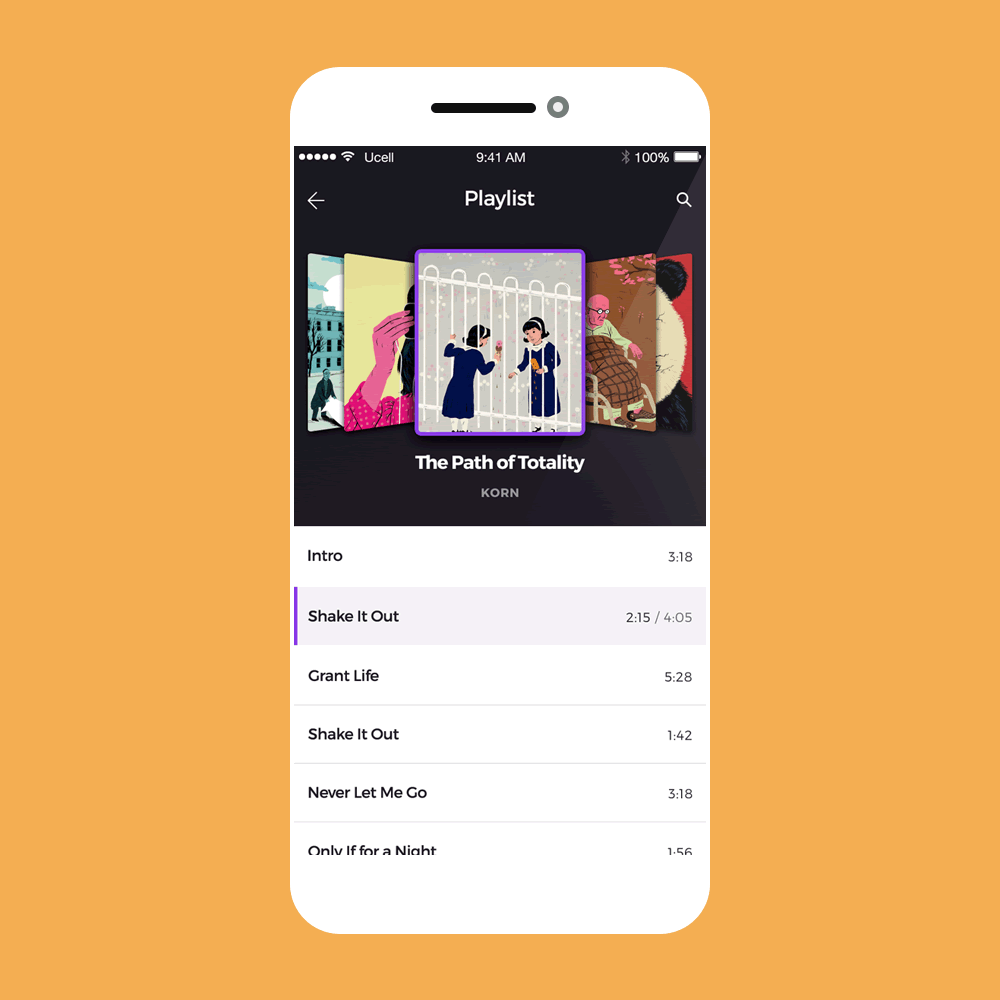 Ucell 9:41 AM 100%
Playlist
The Path of Totality
KORN
Intro 3:18
Shake It Out 2:15 / 4:05
Grant Life 5:28
Shake It Out 1:42
Never Let Me Go 3:18
Only If for a Night 1:56